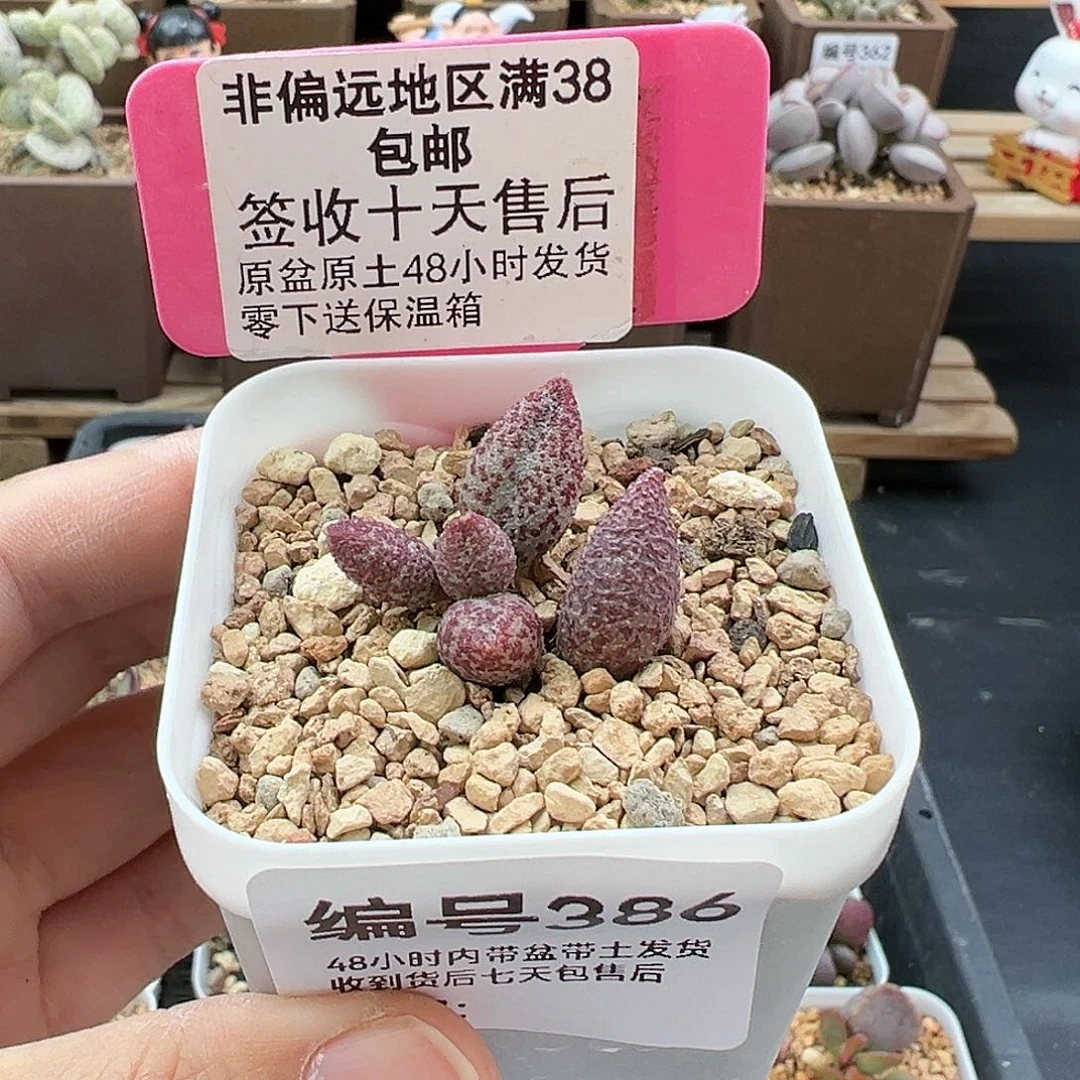 非偏远地区满38
包邮
签收十天售后
原盆原土48小时发货
零下送保温箱
编号382
编号386
48小时内带盆带土发货
收到货后七天包售后